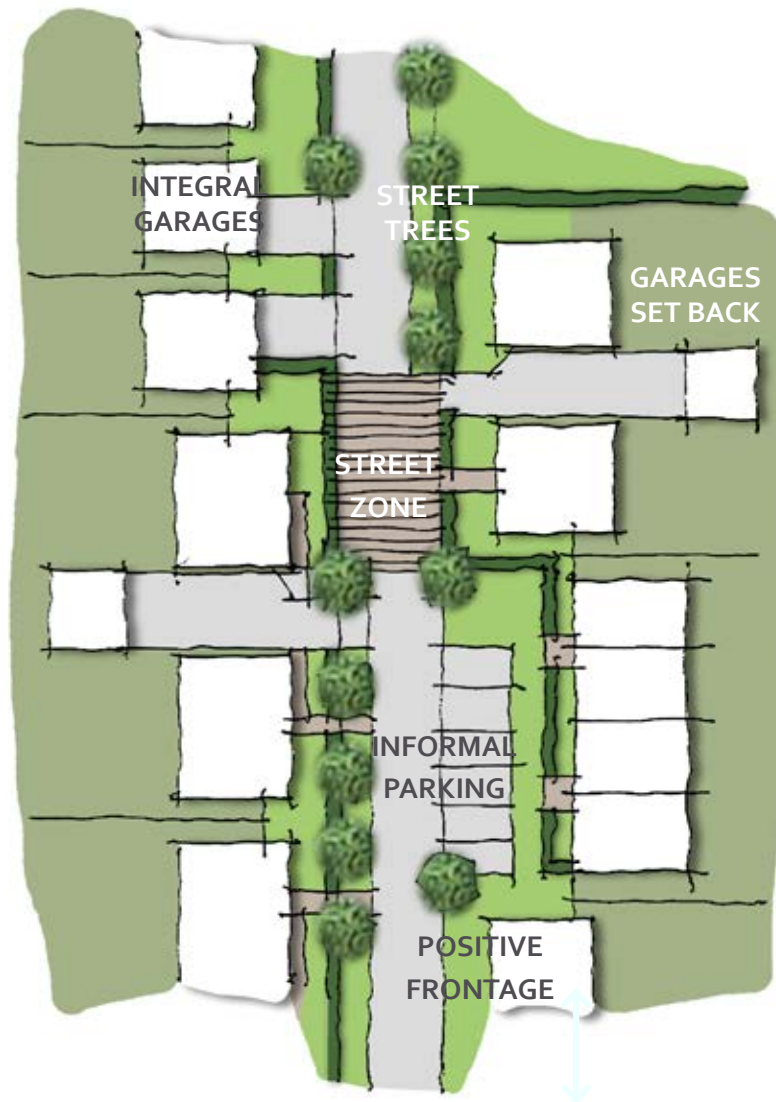 INTEGRAL
GARAGES
STREET
TREES
GARAGES
SET BACK
STREET
ZONE
INFORMAL
PARKING
POSITIVE
FRONTAGE